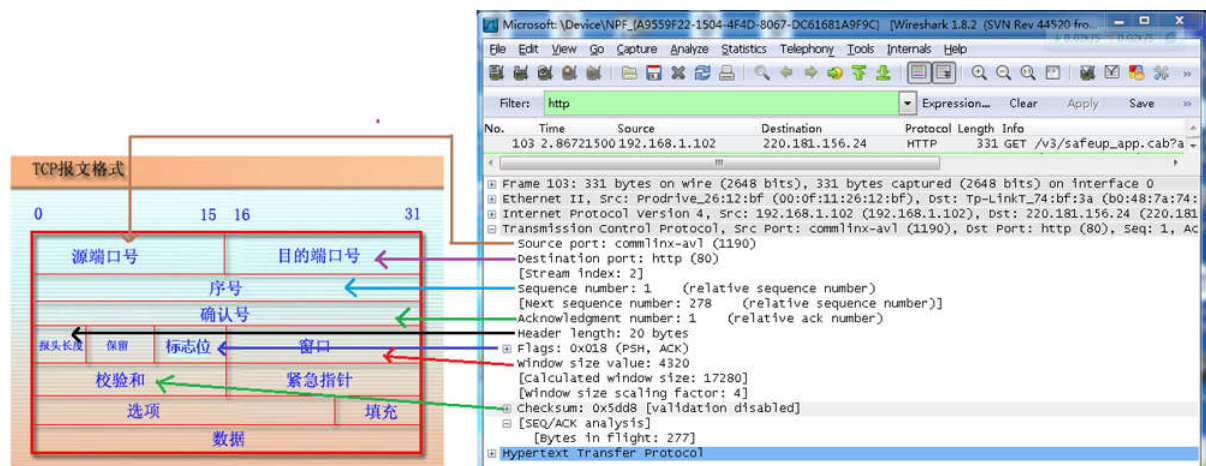 TCP报文格式
0 15 16 31
源端口号 目的端口号
序号
确认号
报头长度 保留 标志位 窗口
校验和 紧急指针
选项 填充
数据
Microsoft: \Device\NPF_{A9559F22-1504-4F4D-8067-DC61681A9F9C} [Wireshark 1.8.2 (SVN Rev 44520 fro...
File Edit View Go Capture Analyze Statistics Telephony Tools Internals Help
Filter: http Expression... Clear Apply Save
No. Time Source Destination Protocol Length Info
103 2.86721500 192.168.1.102 220.181.156.24 HTTP 331 GET /v3/safeup_app.cab?a
Frame 103: 331 bytes on wire (2648 bits), 331 bytes captured (2648 bits) on interface 0
Ethernet II, Src: Prodrive_26:12:bf (00:0f:11:26:12:bf), Dst: Tp-LinkT_74:bf:3a (b0:48:7a:74:
Internet Protocol Version 4, Src: 192.168.1.102 (192.168.1.102), Dst: 220.181.156.24 (220.181
Transmission Control Protocol, Src Port: commlinx-avl (1190), Dst Port: http (80), Seq: 1, Ac
Source port: commlinx-avl (1190)
Destination port: http (80)
[Stream index: 2]
Sequence number: 1 (relative sequence number)
[Next sequence number: 278 (relative sequence number)]
Acknowledgment number: 1 (relative ack number)
Header length: 20 bytes
Flags: 0x018 (PSH, ACK)
Window size value: 4320
[Calculated window size: 17280]
[Window size scaling factor: 4]
Checksum: 0x5dd8 [validation disabled]
[SEQ/ACK analysis]
[Bytes in flight: 277]
Hypertext Transfer Protocol